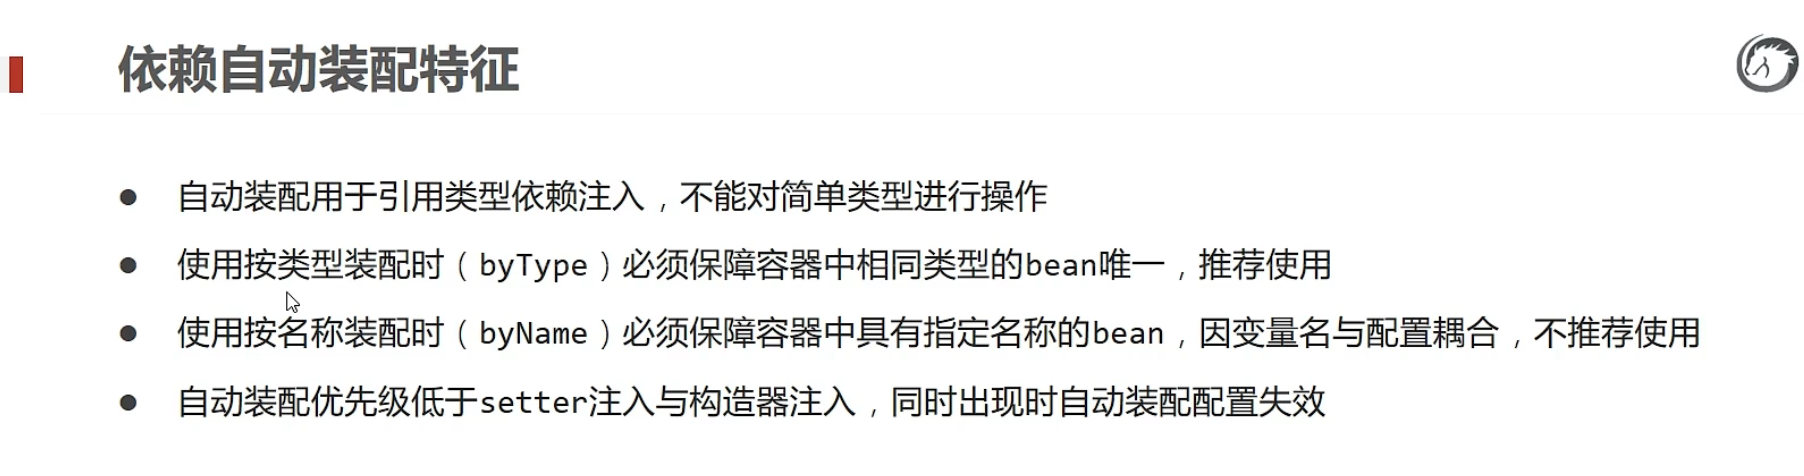 依赖自动装配特征
自动装配用于引用类型依赖注入，不能对简单类型进行操作
使用按类型装配时（byType）必须保障容器中相同类型的bean唯一，推荐使用
使用按名称装配时（byName）必须保障容器中具有指定名称的bean，因变量名与配置耦合，不推荐使用
自动装配优先级低于setter注入与构造器注入，同时出现时自动装配配置失效